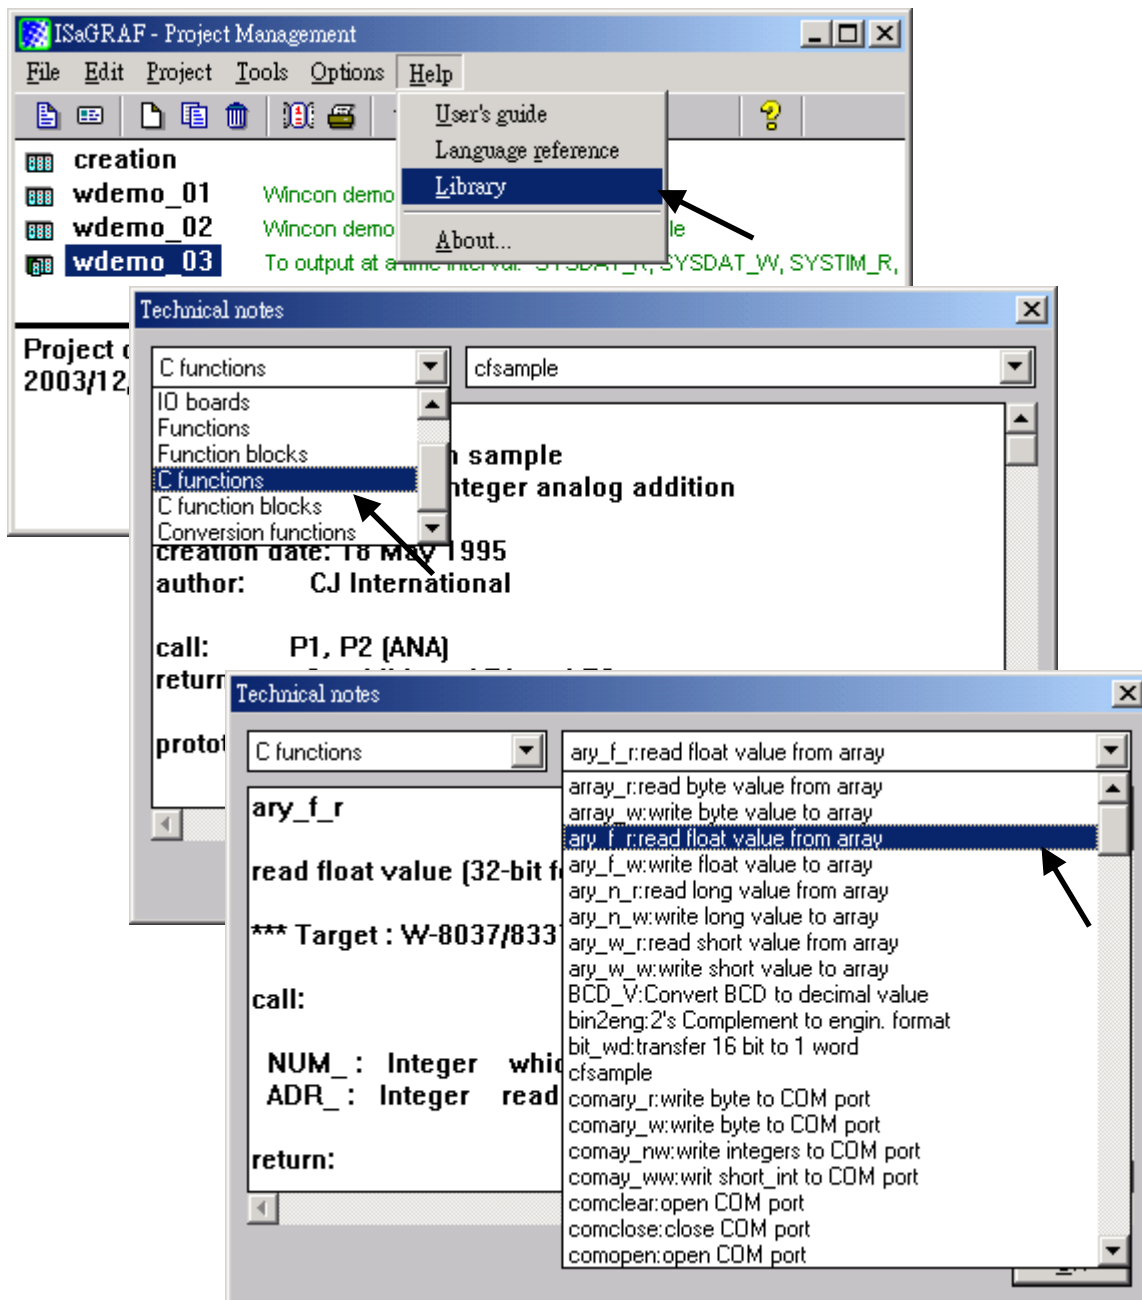 ISaGRAF - Project Management
File Edit Project Tools Options Help
User's guide
Language reference
Library
About...
creation
wdemo_01 Wincon demo
wdemo_02 Wincon demo le
wdemo_03 To output at a time interval. SYSDAT_R, SYSDAT_W, SYSTIM_R,
Project
2003/12
Technical notes
C functions cfsample
IO boards
Functions
Function blocks
C functions
C function blocks
Conversion functions
sample
integer analog addition
creation date: 18 May 1995
author: CJ International
call: P1, P2 (ANA)
return
protot
Technical notes
C functions ary_f_r:read float value from array
ary_f_r
read float value (32-bit f
*** Target : W-8037/833
call:
NUM_ : Integer whic
ADR_ : Integer read
return:
array_r:read byte value from array
array_w:write byte value to array
ary_f_r:read float value from array
ary_f_w:write float value to array
ary_n_r:read long value from array
ary_n_w:write long value to array
ary_w_r:read short value from array
ary_w_w:write short value to array
BCD_V:Convert BCD to decimal value
bin2eng:2's Complement to engin. format
bit_wd:transfer 16 bit to 1 word
cfsample
comary_r:write byte to COM port
comary_w:write byte to COM port
comay_nw:write integers to COM port
comay_ww:writ short_int to COM port
comclear:open COM port
comclose:close COM port
comopen:open COM port